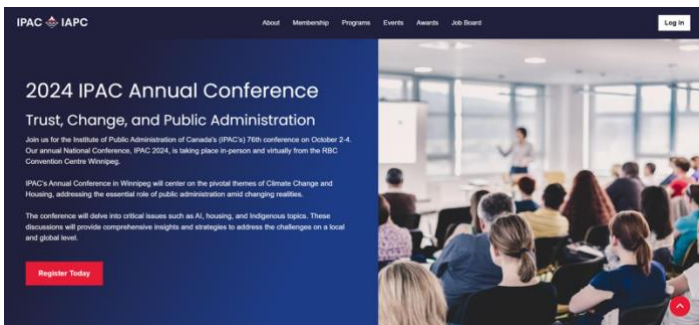 IPAC IAPC
About Membership Programs Events Awards Job Board
Log in
2024 IPAC Annual Conference
Trust, Change, and Public Administration
Join us for the Institute of Public Administration of Canada's (IPAC's) 76th conference on October 2-4.
Our annual National Conference, IPAC 2024, is taking place in-person and virtually from the RBC
Convention Centre Winnipeg.
IPAC's Annual Conference in Winnipeg will center on the pivotal themes of Climate Change and
Housing, addressing the essential role of public administration amid changing realities.
The conference will delve into critical issues such as AI, housing, and Indigenous topics. These
discussions will provide comprehensive insights and strategies to address the challenges on a local
and global level.
Register Today